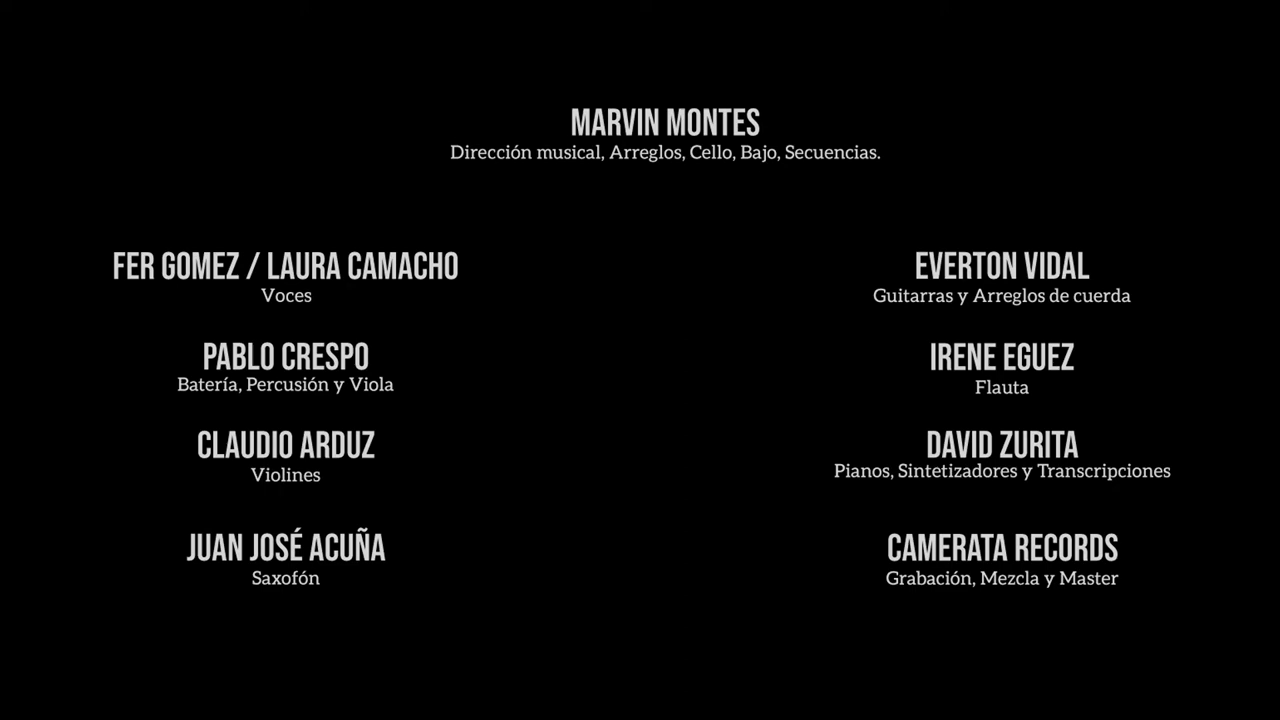 MARVIN MONTES
Dirección musical, Arreglos, Cello, Bajo, Secuencias.
FER GOMEZ / LAURA CAMACHO
Voces
PABLO CRESPO
Batería, Percusión y Viola
CLAUDIO ARDUZ
Violines
JUAN JOSÉ ACUÑA
Saxofón
EVERTON VIDAL
Guitarras y Arreglos de cuerda
IRENE EGUEZ
Flauta
DAVID ZURITA
Pianos, Sintetizadores y Transcripciones
CAMERATA RECORDS
Grabación, Mezcla y Master